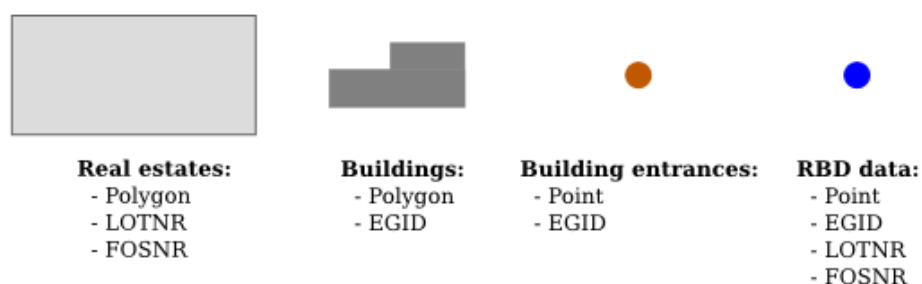 Real estates:
- Polygon
- LOTNR
- FOSNR
Buildings:
- Polygon
- EGID
Building entrances:
- Point
- EGID
RBD data:
- Point
- EGID
- LOTNR
- FOSNR